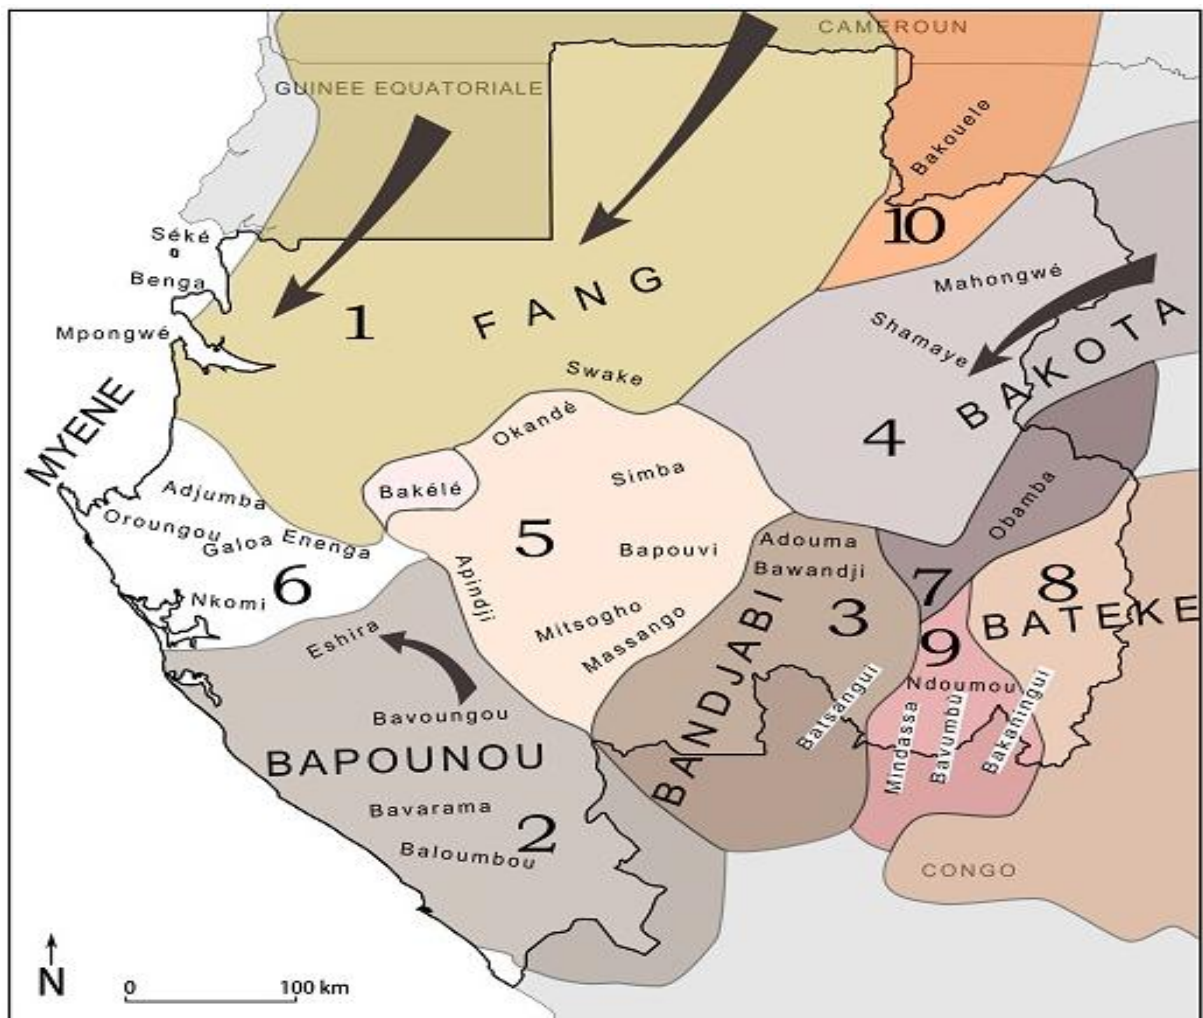 CAMEROUN
GUINEE EQUATORIALE
Bakouele
10
Séké
Benga
Mpongwé
1
FANG
Mahongwé
Shamaye
BAKOTA
Swake
MYENE
Okandé
4
Adjumba
Bakélé
Simba
Oroungou
Galoa
Enenga
5
Bapouvi
Adouma
Bawandji
Obamba
Nkomi
6
Apindji
Mitsogho
Massango
BANDJABI
3
7
8
BATEKE
9
Eshira
Ndoumou
Batsangui
Mindassa
Bavumbu
Bakaningui
Bavoungou
BAPOUNOU
Bavarama
2
Baloumbou
CONGO
N
0 100 km